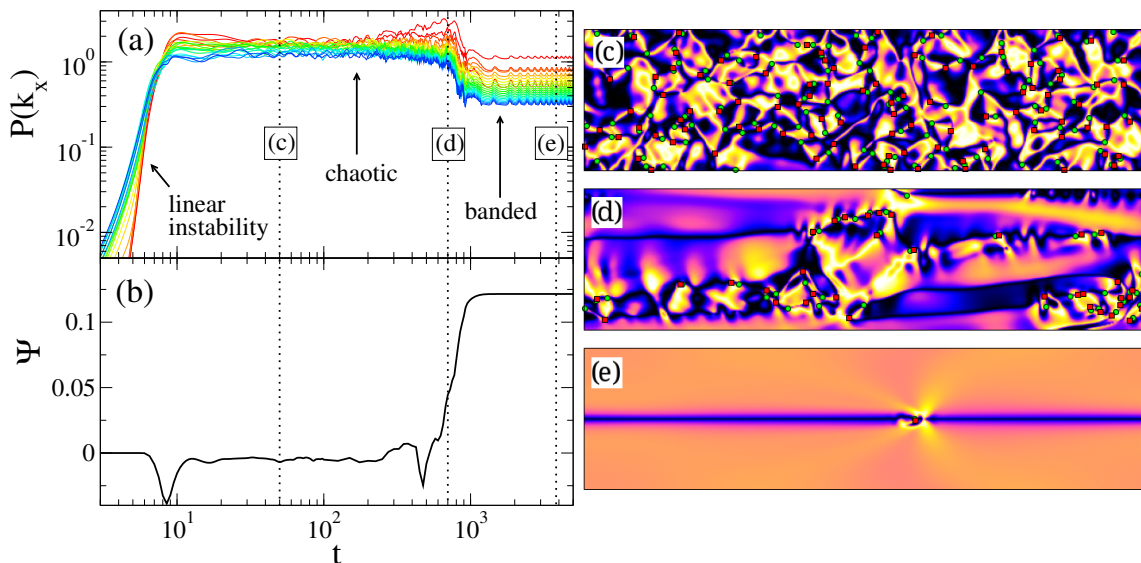 (a)
P(k_x)
10^0
10^-1
10^-2
linear
instability
chaotic
banded
(c)
(d)
(e)
(b)
Ψ
0.1
0.05
0
10^1
10^2
10^3
t
(c)
(d)
(e)